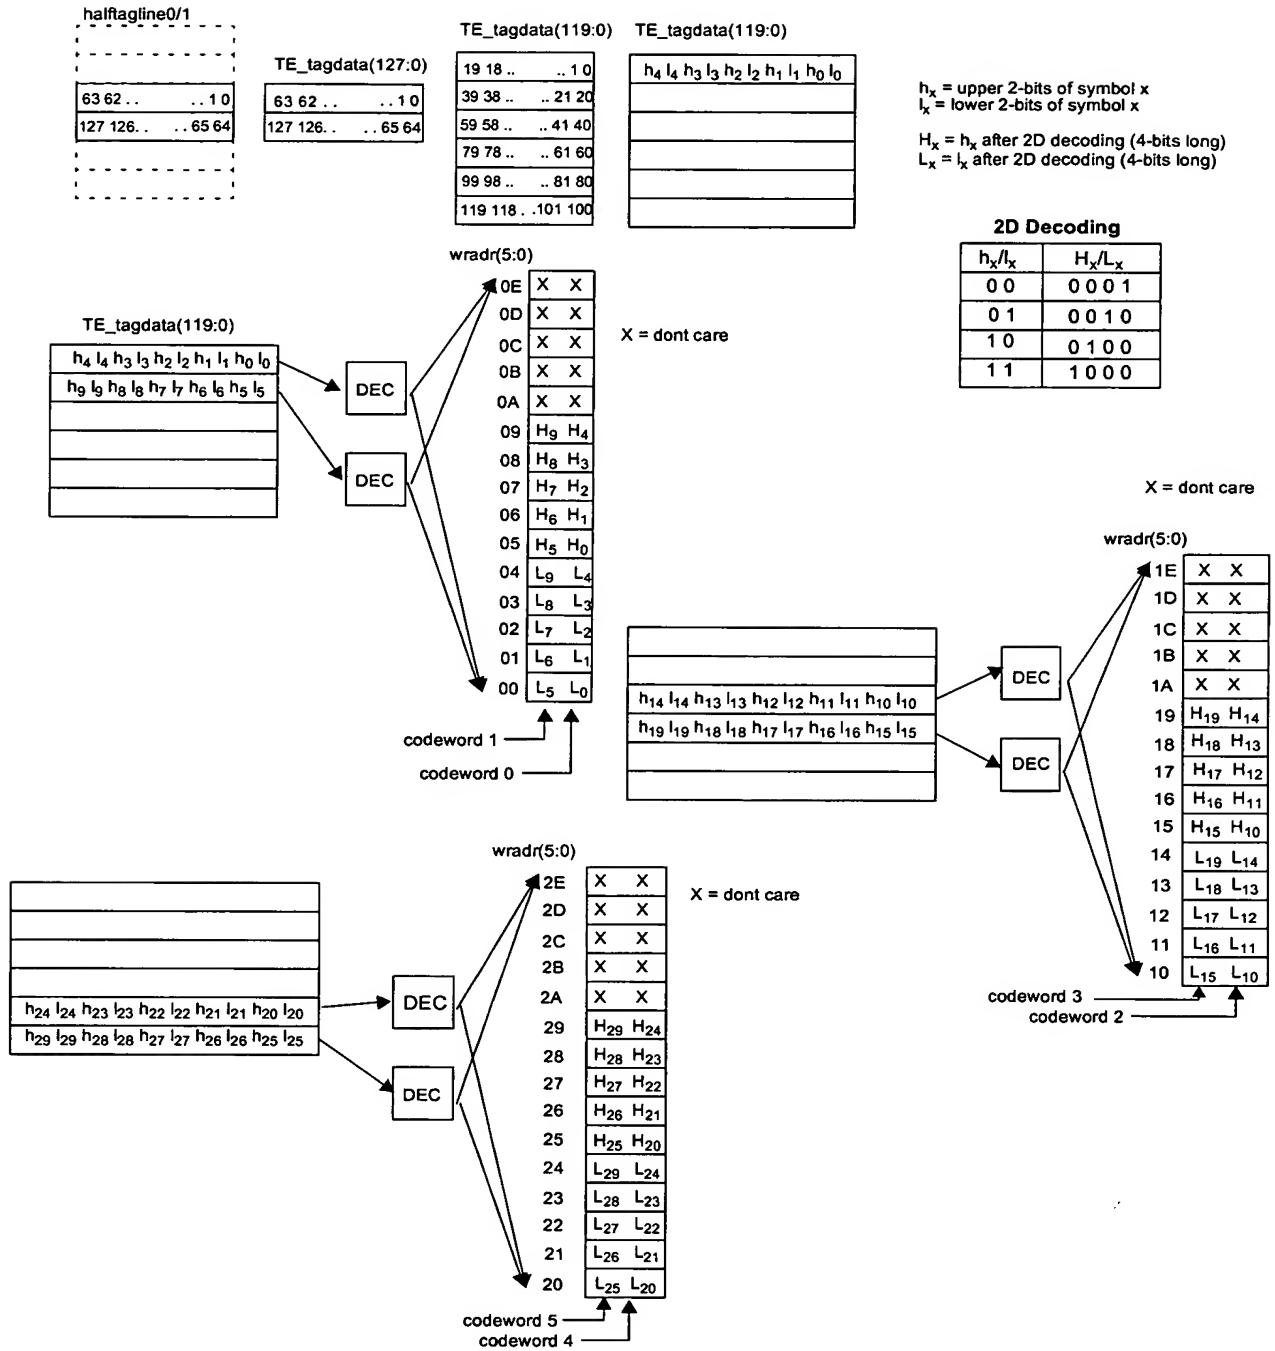 halftagline0/1
63 62 . . . . 1 0
127 126. . . . 65 64
TE_tagdata(127:0)
63 62 . . . . 1 0
127 126. . . . 65 64
TE_tagdata(119:0)
19 18 .. .. 1 0
39 38 .. .. 21 20
59 58 .. .. 41 40
79 78 .. .. 61 60
99 98 .. .. 81 80
119 118 . . 101 100
TE_tagdata(119:0)
h4 l4 h3 l3 h2 l2 h1 l1 h0 l0
hx = upper 2-bits of symbol x
lx = lower 2-bits of symbol x
Hx = hx after 2D decoding (4-bits long)
Lx = lx after 2D decoding (4-bits long)
2D Decoding
hx/lx Hx/Lx
0 0 0 0 0 1
0 1 0 0 1 0
1 0 0 1 0 0
1 1 1 0 0 0
TE_tagdata(119:0)
h4 l4 h3 l3 h2 l2 h1 l1 h0 l0
h9 l9 h8 l8 h7 l7 h6 l6 h5 l5
DEC
DEC
wradr(5:0)
0E X X
0D X X
0C X X
0B X X
0A X X
09 H9 H4
08 H8 H3
07 H7 H2
06 H6 H1
05 H5 H0
04 L9 L4
03 L8 L3
02 L7 L2
01 L6 L1
00 L5 L0
X = dont care
codeword 1
codeword 0
h14 l14 h13 l13 h12 l12 h11 l11 h10 l10
h19 l19 h18 l18 h17 l17 h16 l16 h15 l15
DEC
DEC
X = dont care
wradr(5:0)
1E X X
1D X X
1C X X
1B X X
1A X X
19 H19 H14
18 H18 H13
17 H17 H12
16 H16 H11
15 H15 H10
14 L19 L14
13 L18 L13
12 L17 L12
11 L16 L11
10 L15 L10
codeword 3
codeword 2
h24 l24 h23 l23 h22 l22 h21 l21 h20 l20
h29 l29 h28 l28 h27 l27 h26 l26 h25 l25
DEC
DEC
wradr(5:0)
2E X X
2D X X
2C X X
2B X X
2A X X
29 H29 H24
28 H28 H23
27 H27 H22
26 H26 H21
25 H25 H20
24 L29 L24
23 L28 L23
22 L27 L22
21 L26 L21
20 L25 L20
X = dont care
codeword 5
codeword 4